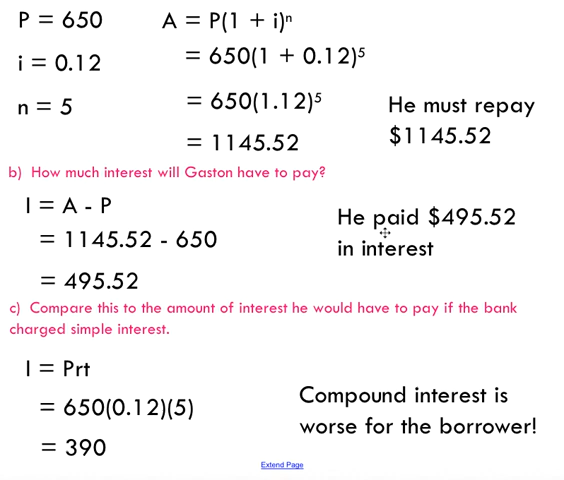 P = 650
A = P(1 + i)ⁿ
i = 0.12
= 650(1 + 0.12)⁵
n = 5
= 650(1.12)⁵
= 1145.52
He must repay
$1145.52
b) How much interest will Gaston have to pay?
I = A - P
= 1145.52 - 650
= 495.52
He paid $495.52
in interest
c) Compare this to the amount of interest he would have to pay if the bank
charged simple interest.
I = Prt
= 650(0.12)(5)
= 390
Compound interest is
worse for the borrower!
Extend Page